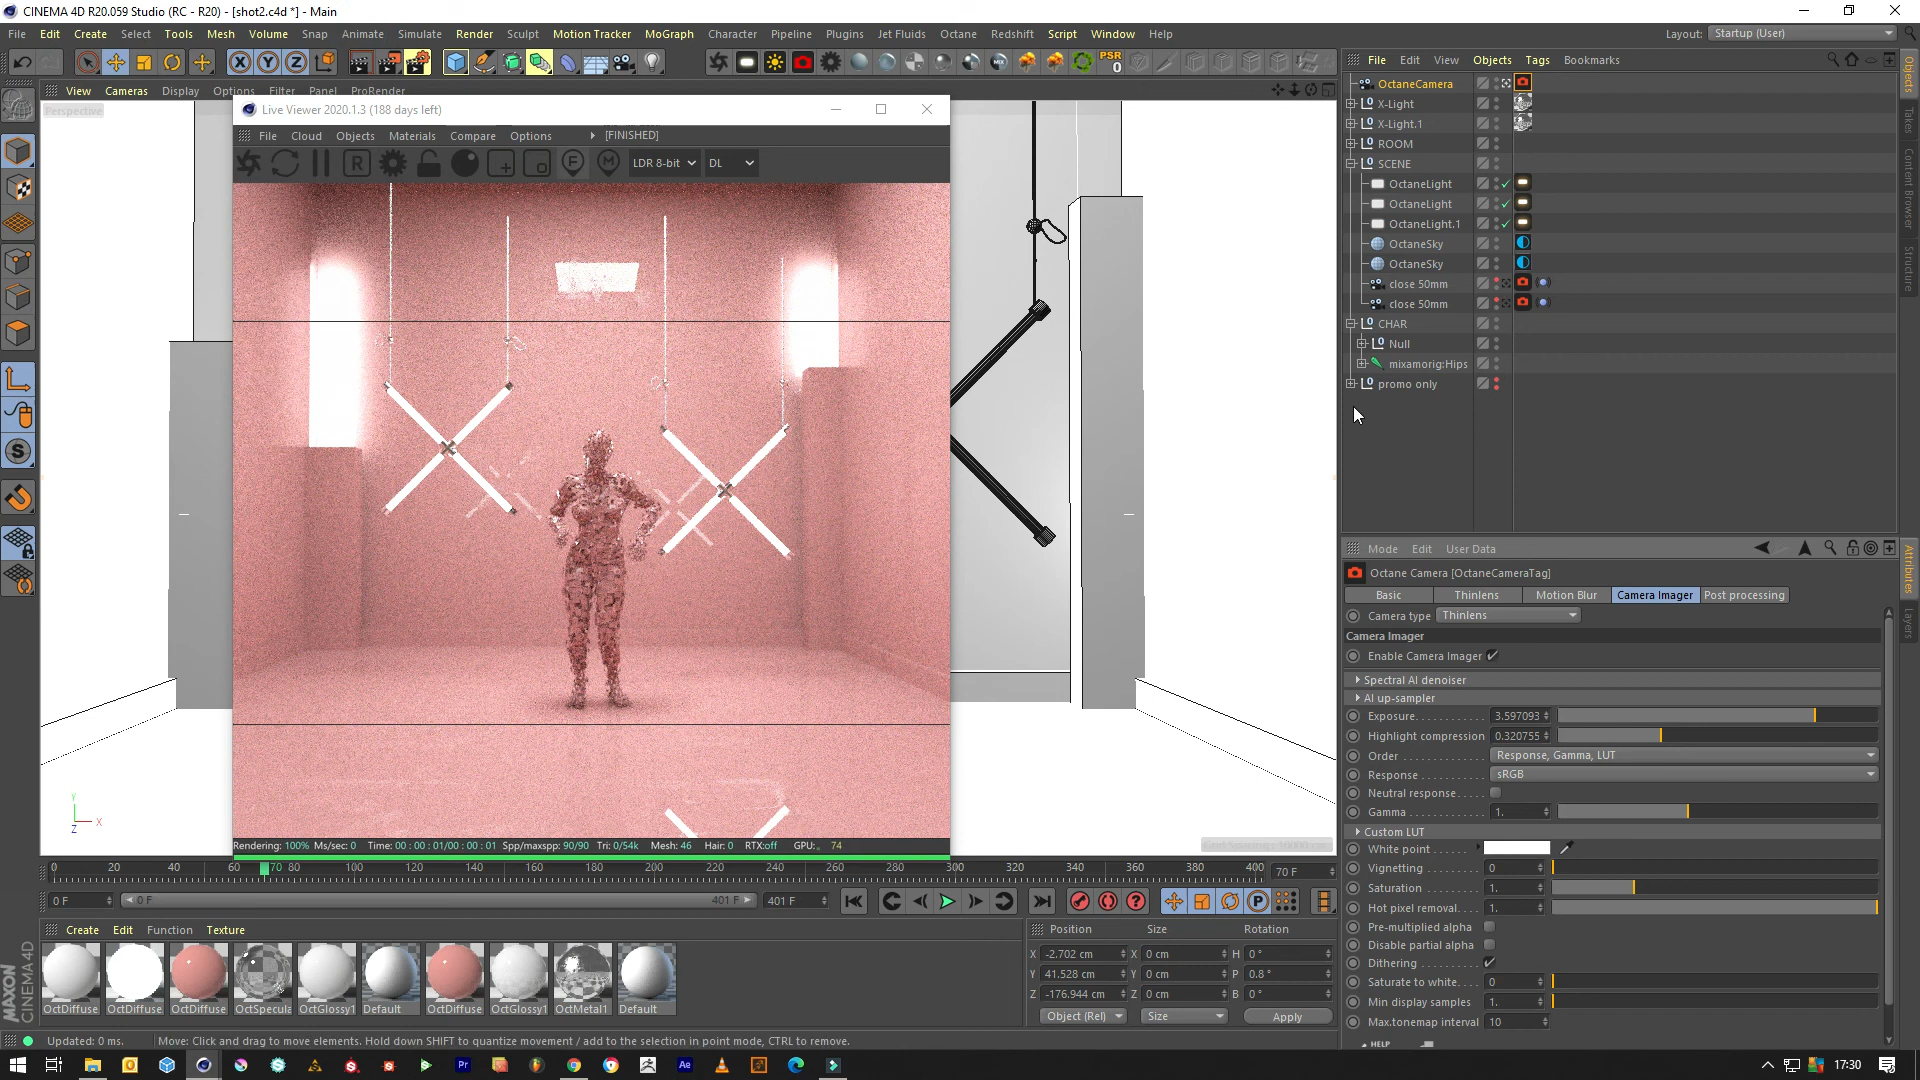 CINEMA 4D R20.059 Studio (RC - R20) - [shot2.c4d *] - Main
File Edit Create Select Tools Mesh Volume Snap Animate Simulate Render Sculpt Motion Tracker MoGraph Character Pipeline Plugins Jet Fluids Octane Redshift Script Window Help Layout: Startup (User)
PSR
0
File Edit View Objects Tags Bookmarks
View Cameras Display Options Filter Panel ProRender
Perspective
Live Viewer 2020.1.3 (188 days left)
File Cloud Objects Materials Compare Options [FINISHED]
LDR 8-bit DL
OctaneCamera
X-Light
X-Light.1
ROOM
SCENE
OctaneLight
OctaneLight
OctaneLight.1
OctaneSky
OctaneSky
close 50mm
close 50mm
CHAR
Null
mixamorig:Hips
promo only
Objects
Takes
Content Browser
Structure
Mode Edit User Data
Octane Camera [OctaneCameraTag]
Basic Thinlens Motion Blur Camera Imager Post processing
Camera type Thinlens
Camera Imager
Enable Camera Imager
Spectral AI denoiser
AI up-sampler
Exposure 3.597093
Highlight compression 0.320755
Order Response, Gamma, LUT
Response sRGB
Neutral response
Gamma 1.
Custom LUT
White point
Vignetting 0
Saturation 1.
Hot pixel removal 1.
Pre-multiplied alpha
Disable partial alpha
Dithering
Saturate to white 0
Min display samples 1.
Max.tonemap interval 10
HELP
Attributes
Layers
Y
X
Z
Rendering: 100% Ms/sec: 0 Time: 00 : 00 : 01/00 : 00 : 01 Spp/maxspp: 90/90 Tri: 0/54k Mesh: 46 Hair: 0 RTX:off GPU: 74
0 20 40 60 70 80 100 120 140 160 180 200 220 240 260 280 300 320 340 360 380 400 70 F
0 F 0 F 401 F 401 F
Create Edit Function Texture
OctDiffuse OctDiffuse OctDiffuse OctSpecula OctGlossy1 Default OctDiffuse OctGlossy1 OctMetal1 Default
Position Size Rotation
X -2.702 cm X 0 cm H 0 °
Y 41.528 cm Y 0 cm P 0.8 °
Z -176.944 cm Z 0 cm B 0 °
Object (Rel) Size Apply
MAXON
CINEMA 4D
Updated: 0 ms. Move: Click and drag to move elements. Hold down SHIFT to quantize movement / add to the selection in point mode, CTRL to remove.
Pr Ae 17:30